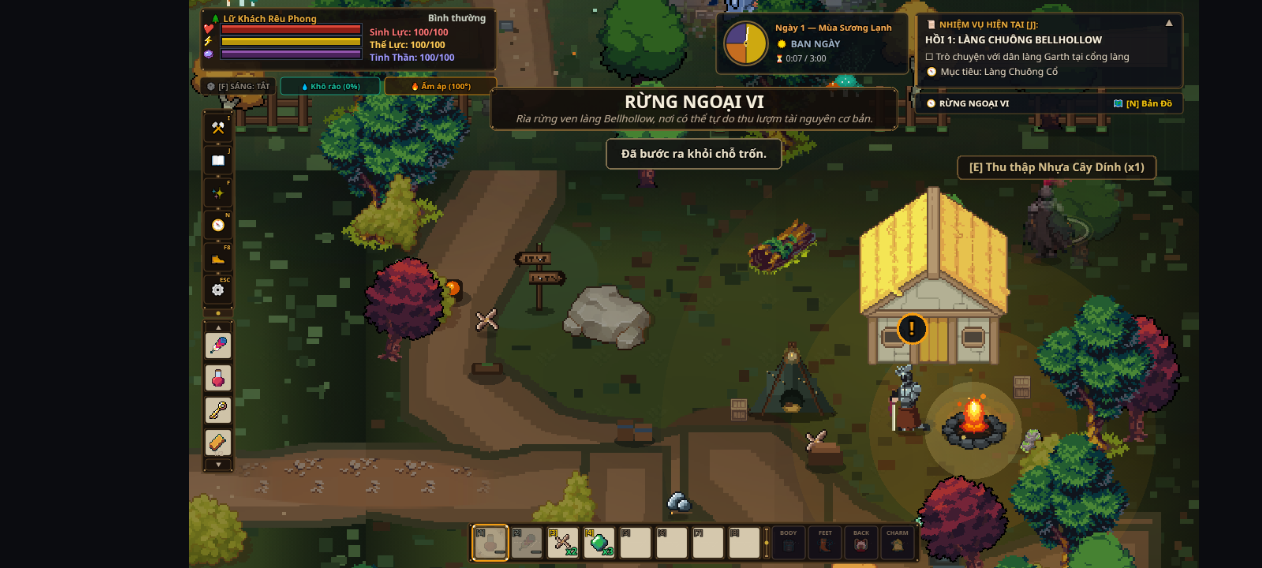 Lữ Khách Rêu Phong
Bình thường
Sinh Lực: 100/100
Thể Lực: 100/100
Tinh Thần: 100/100
[F] SÁNG: TẮT
Khô ráo (0%)
Ấm áp (100°)
Ngày 1 — Mùa Sương Lạnh
BAN NGÀY
0:07 / 3:00
NHIỆM VỤ HIỆN TẠI [J]:
HỒI 1: LÀNG CHUÔNG BELLHOLLOW
Trò chuyện với dân làng Garth tại cổng làng
Mục tiêu: Làng Chuông Cổ
RỪNG NGOẠI VI
[N] Bản Đồ
RỪNG NGOẠI VI
Rìa rừng ven làng Bellhollow, nơi có thể tự do thu lượm tài nguyên cơ bản.
Đã bước ra khỏi chỗ trốn.
[E] Thu thập Nhựa Cây Dính (x1)
I
J
F
N
F8
ESC
!
x2
x3
BODY
FEET
BACK
CHARM